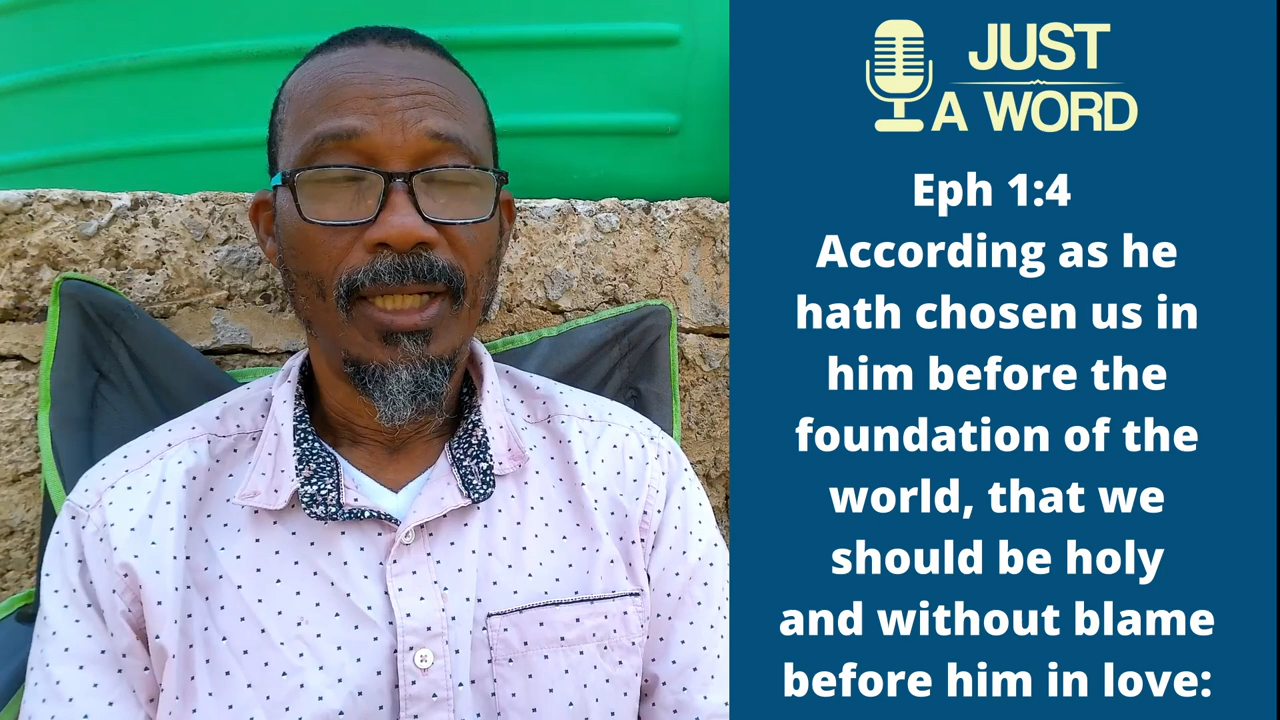 JUST
A WORD
Eph 1:4
According as he
hath chosen us in
him before the
foundation of the
world, that we
should be holy
and without blame
before him in love: